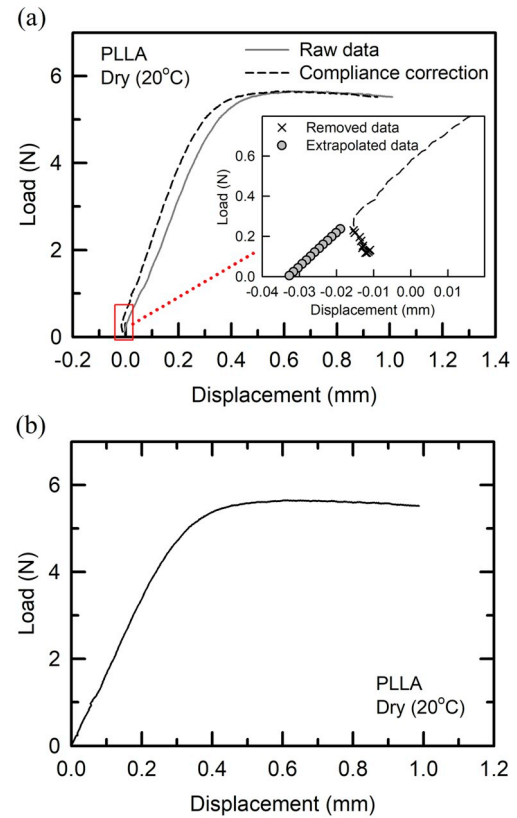 (a)
PLLA
Dry (20°C)
Raw data
Compliance correction
Removed data
Extrapolated data
Load (N)
0.6
0.4
0.2
0.0
-0.04 -0.03 -0.02 -0.01 0.00 0.01
Displacement (mm)
Load (N)
6
4
2
0
-0.2 0.0 0.2 0.4 0.6 0.8 1.0 1.2 1.4
Displacement (mm)
(b)
Load (N)
6
4
2
0
PLLA
Dry (20°C)
0.0 0.2 0.4 0.6 0.8 1.0 1.2
Displacement (mm)